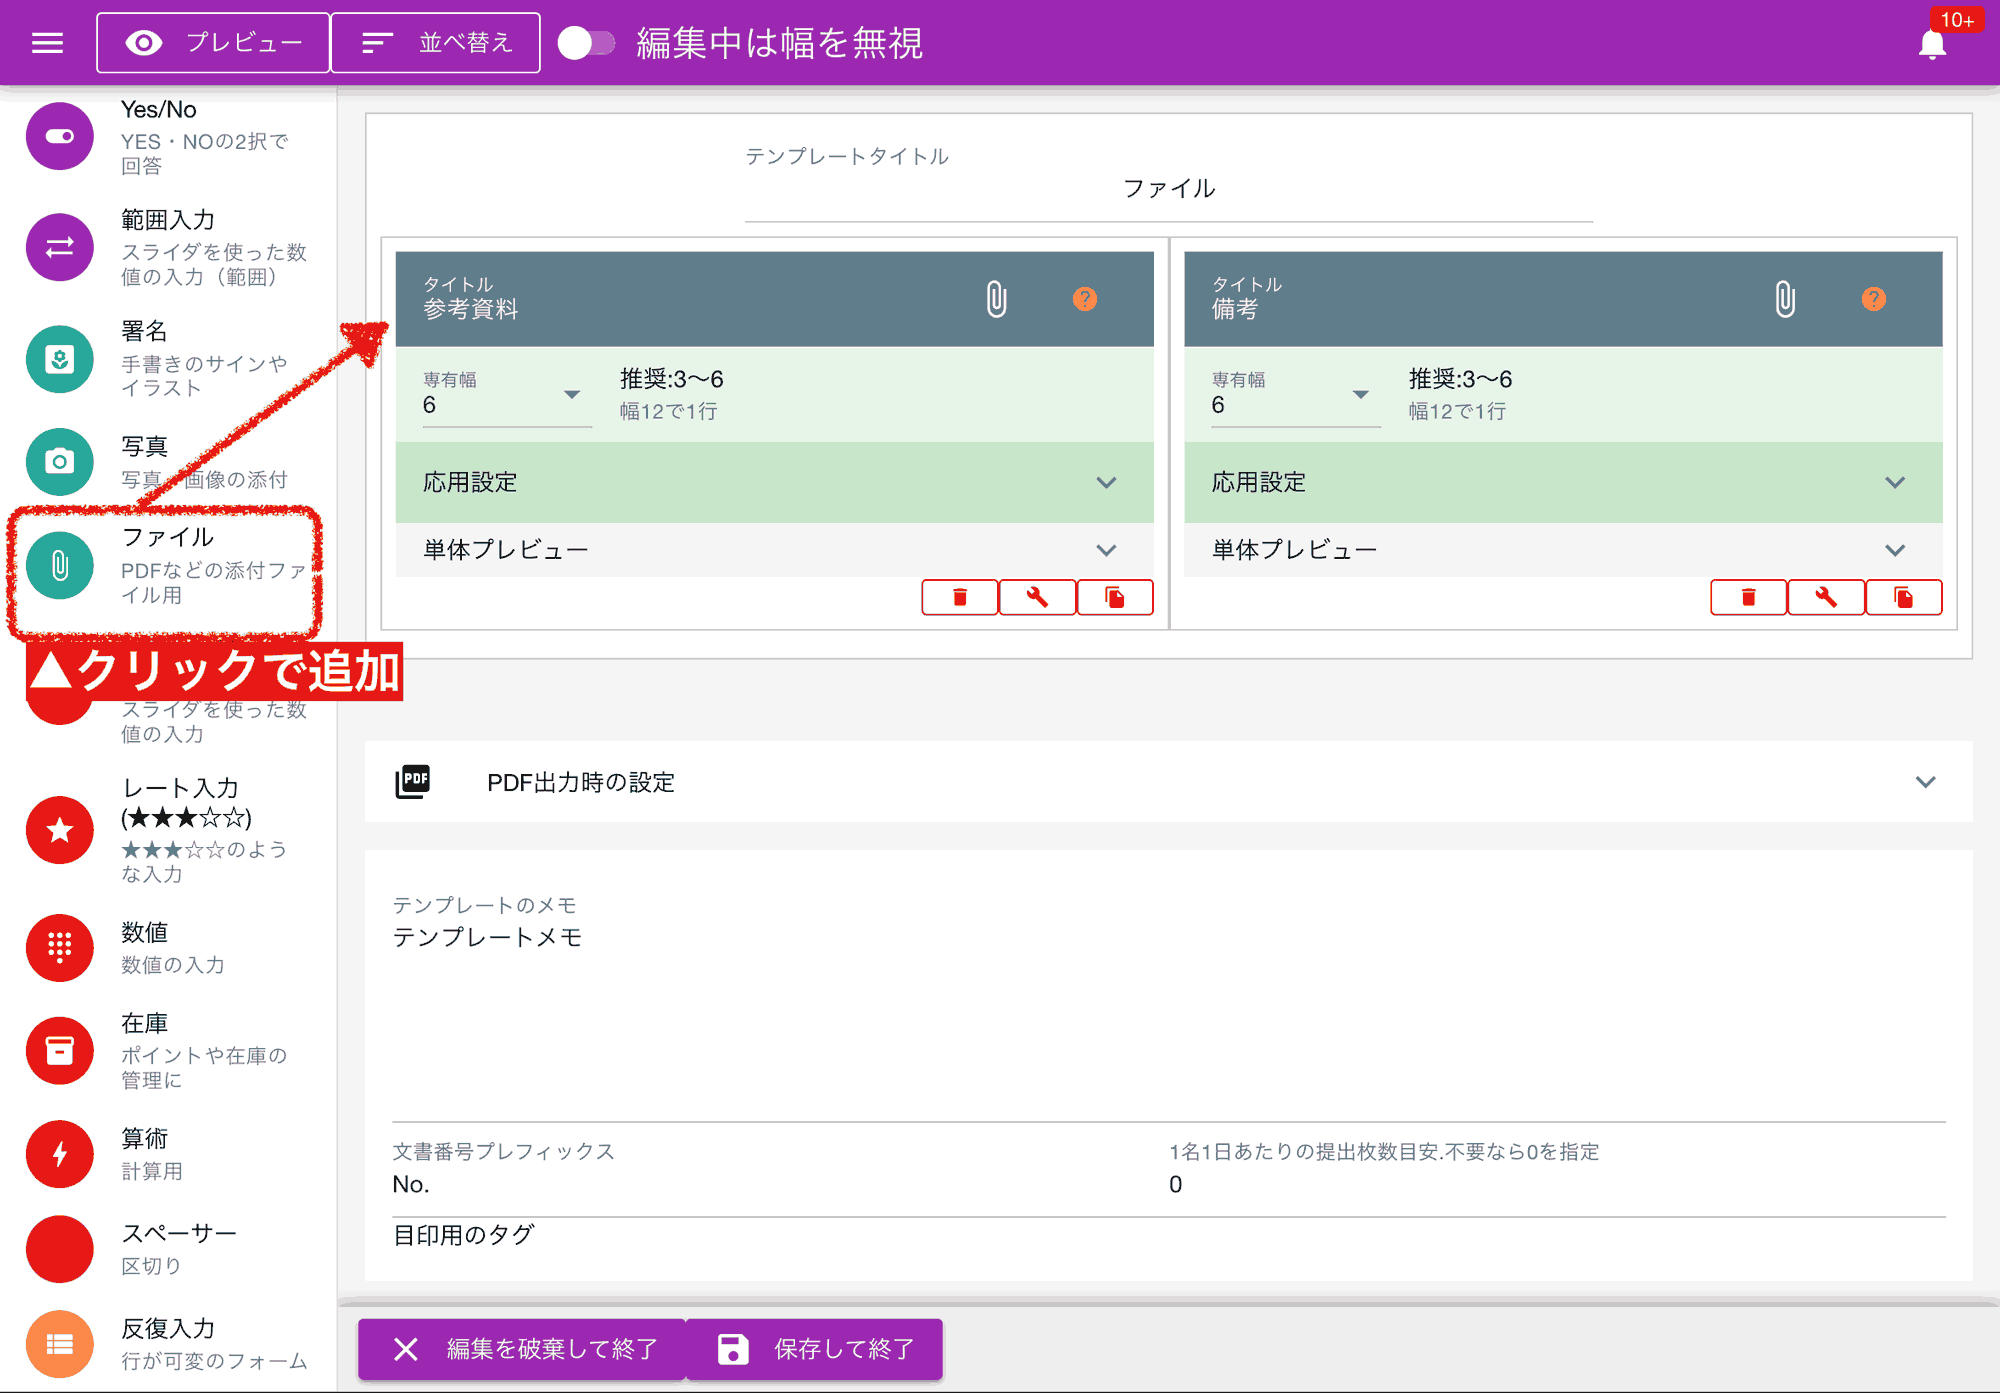 プレビュー
並べ替え
編集中は幅を無視
10+
Yes/No
YES・NOの2択で
回答
範囲入力
スライダを使った数
値の入力（範囲）
署名
手書きのサインや
イラスト
写真
写真・画像の添付
ファイル
PDFなどの添付ファ
イル用
▲クリックで追加
スライダを使った数
値の入力
レート入力
(★★★☆☆)
★★★☆☆のよう
な入力
数値
数値の入力
在庫
ポイントや在庫の
管理に
算術
計算用
スペーサー
区切り
反復入力
行が可変のフォーム
テンプレートタイトル
ファイル
タイトル
参考資料
?
専有幅
6
推奨:3〜6
幅12で1行
応用設定
単体プレビュー
タイトル
備考
?
専有幅
6
推奨:3〜6
幅12で1行
応用設定
単体プレビュー
PDF
PDF出力時の設定
テンプレートのメモ
テンプレートメモ
文書番号プレフィックス
No.
1名1日あたりの提出枚数目安.不要なら0を指定
0
目印用のタグ
編集を破棄して終了
保存して終了